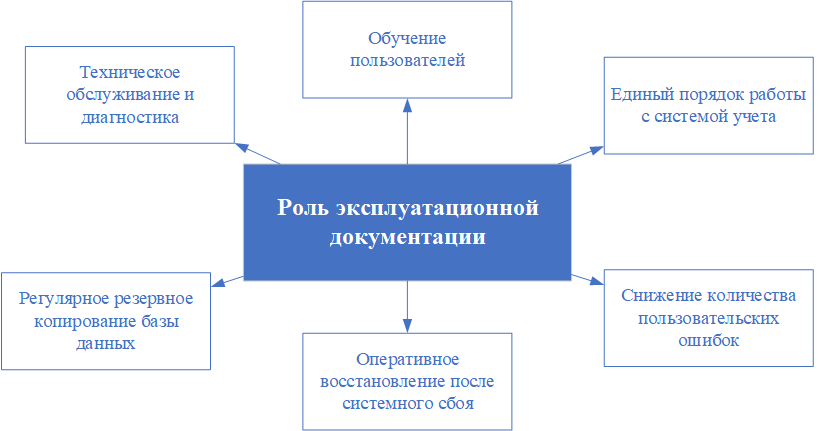 Обучение
пользователей
Техническое
обслуживание и
диагностика
Единый порядок работы
с системой учета
Роль эксплуатационной
документации
Регулярное резервное
копирование базы
данных
Снижение количества
пользовательских
ошибок
Оперативное
восстановление после
системного сбоя